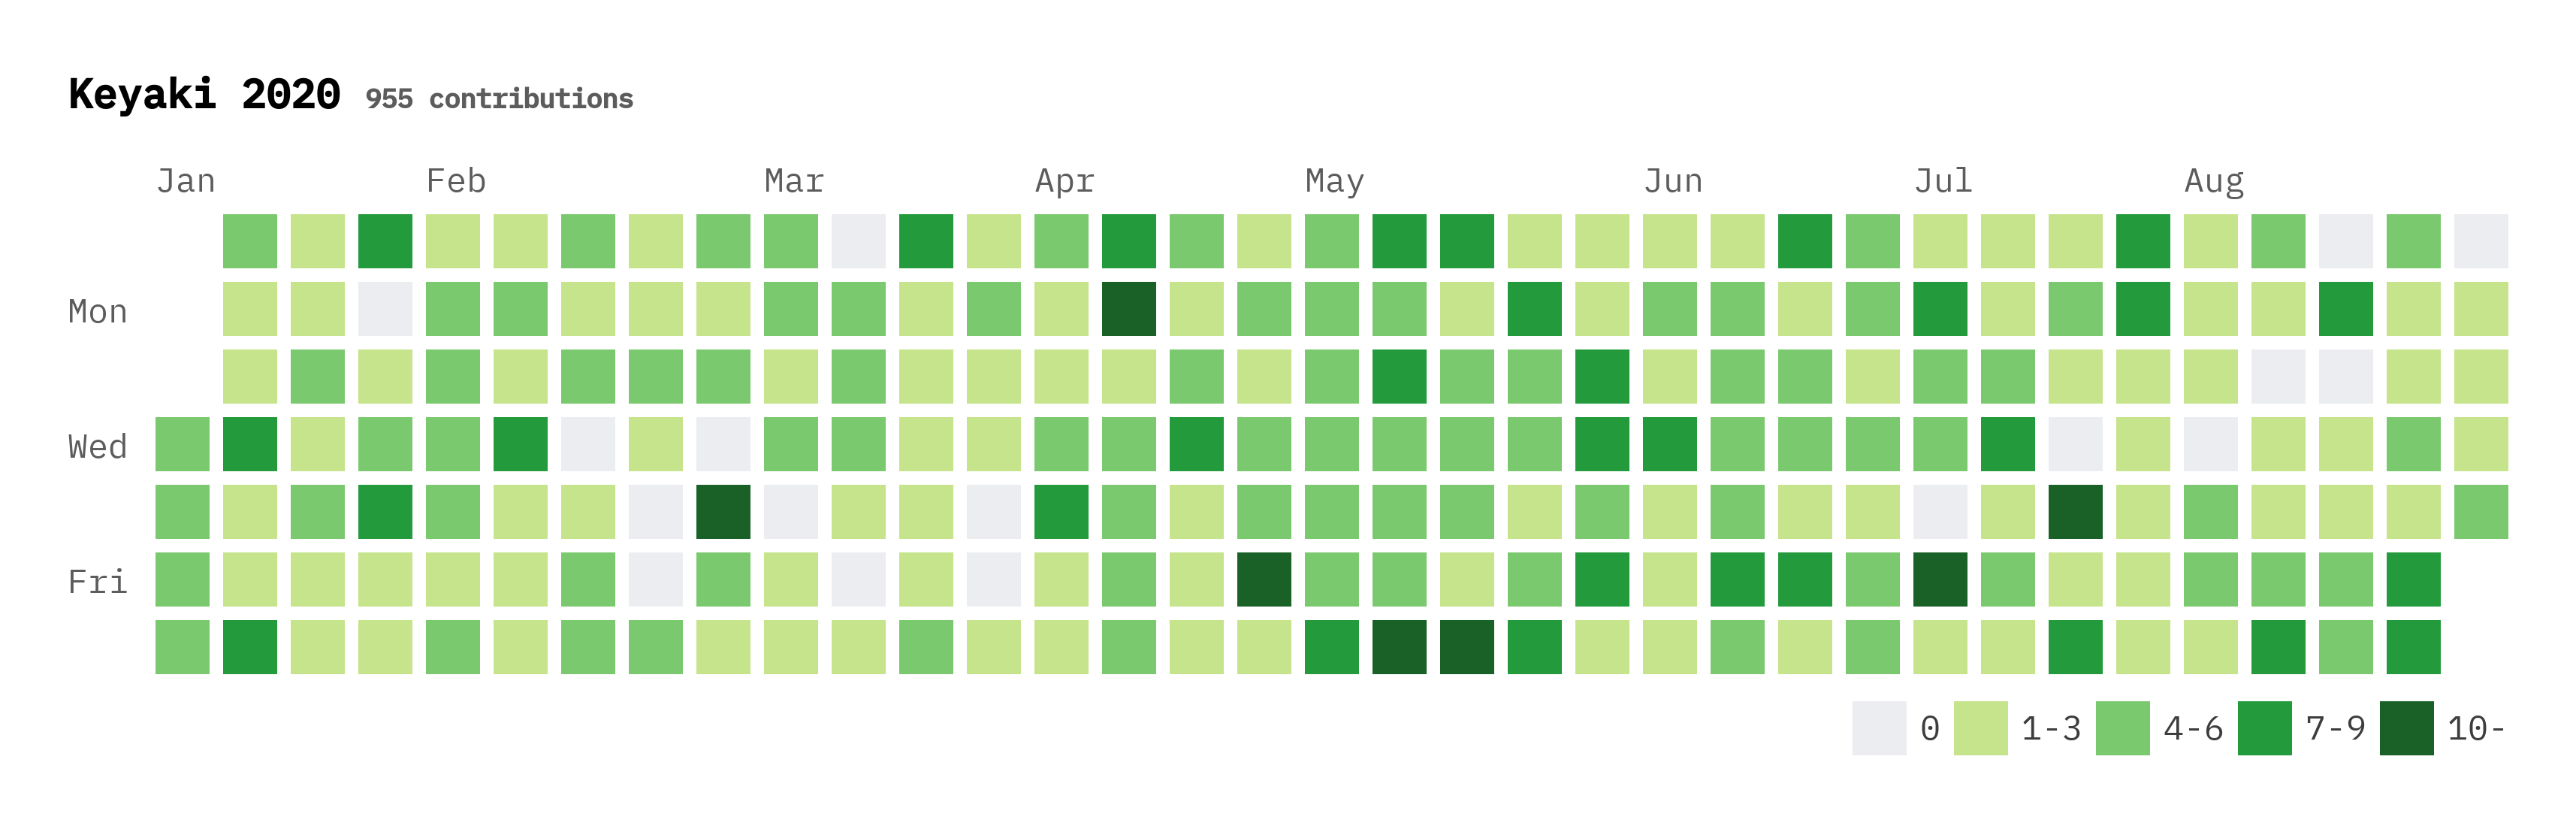 Keyaki 2020 955 contributions
Jan Feb Mar Apr May Jun Jul Aug
Mon
Wed
Fri
0 1-3 4-6 7-9 10-